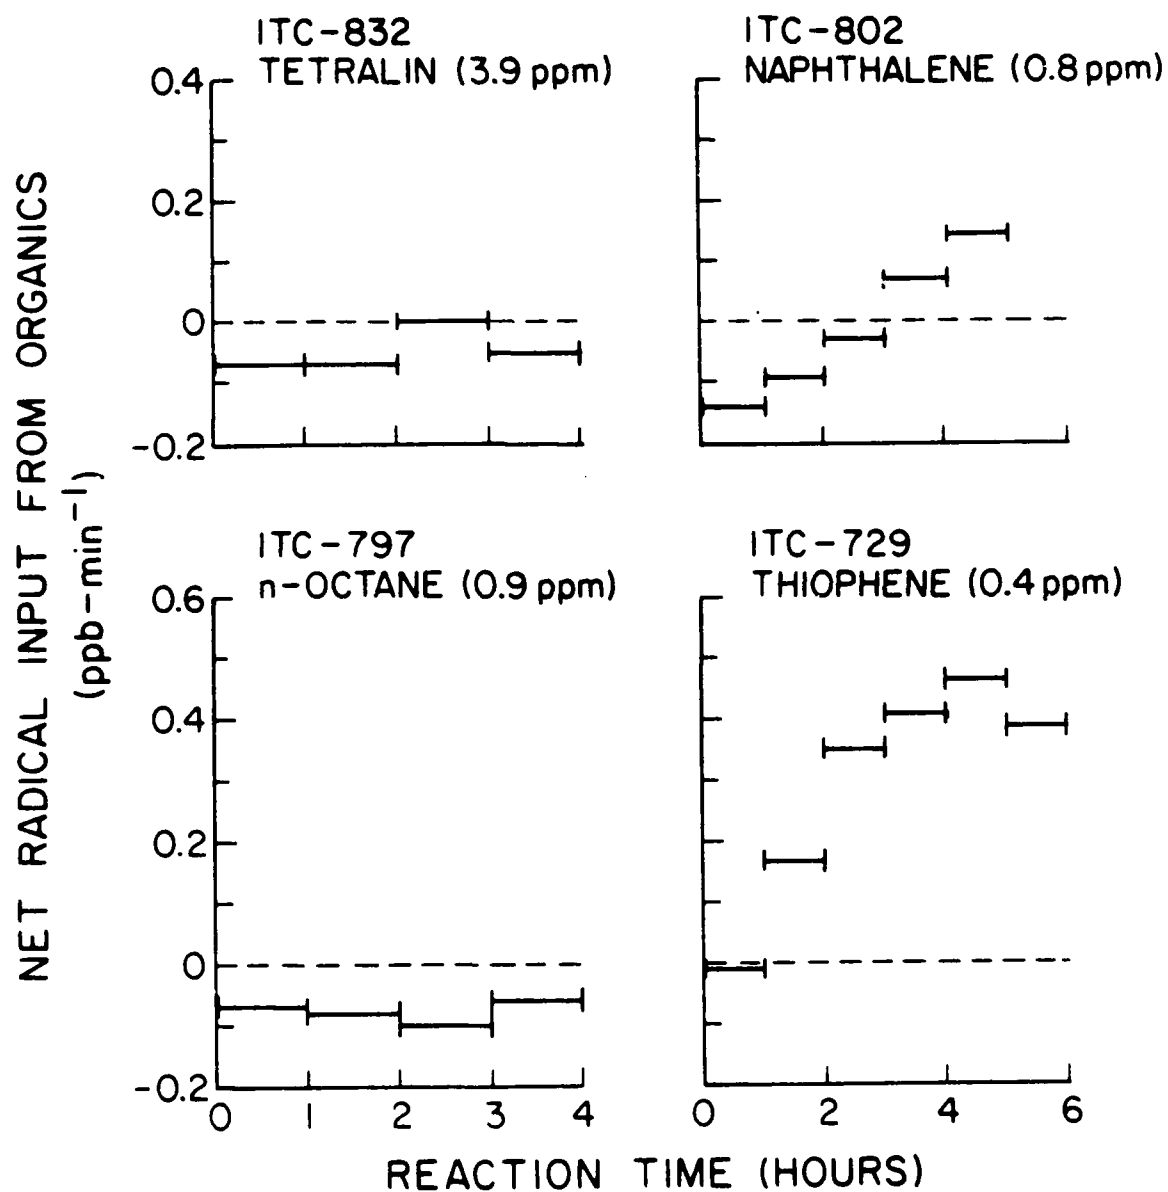 ITC-832
TETRALIN (3.9 ppm)
ITC-802
NAPHTHALENE (0.8 ppm)
0.4
0.2
0
-0.2
ITC-797
n-OCTANE (0.9 ppm)
ITC-729
THIOPHENE (0.4 ppm)
0.6
0.4
0.2
0
-0.2
0 1 2 3 4
0 2 4 6
NET RADICAL INPUT FROM ORGANICS
(ppb-min⁻¹)
REACTION TIME (HOURS)